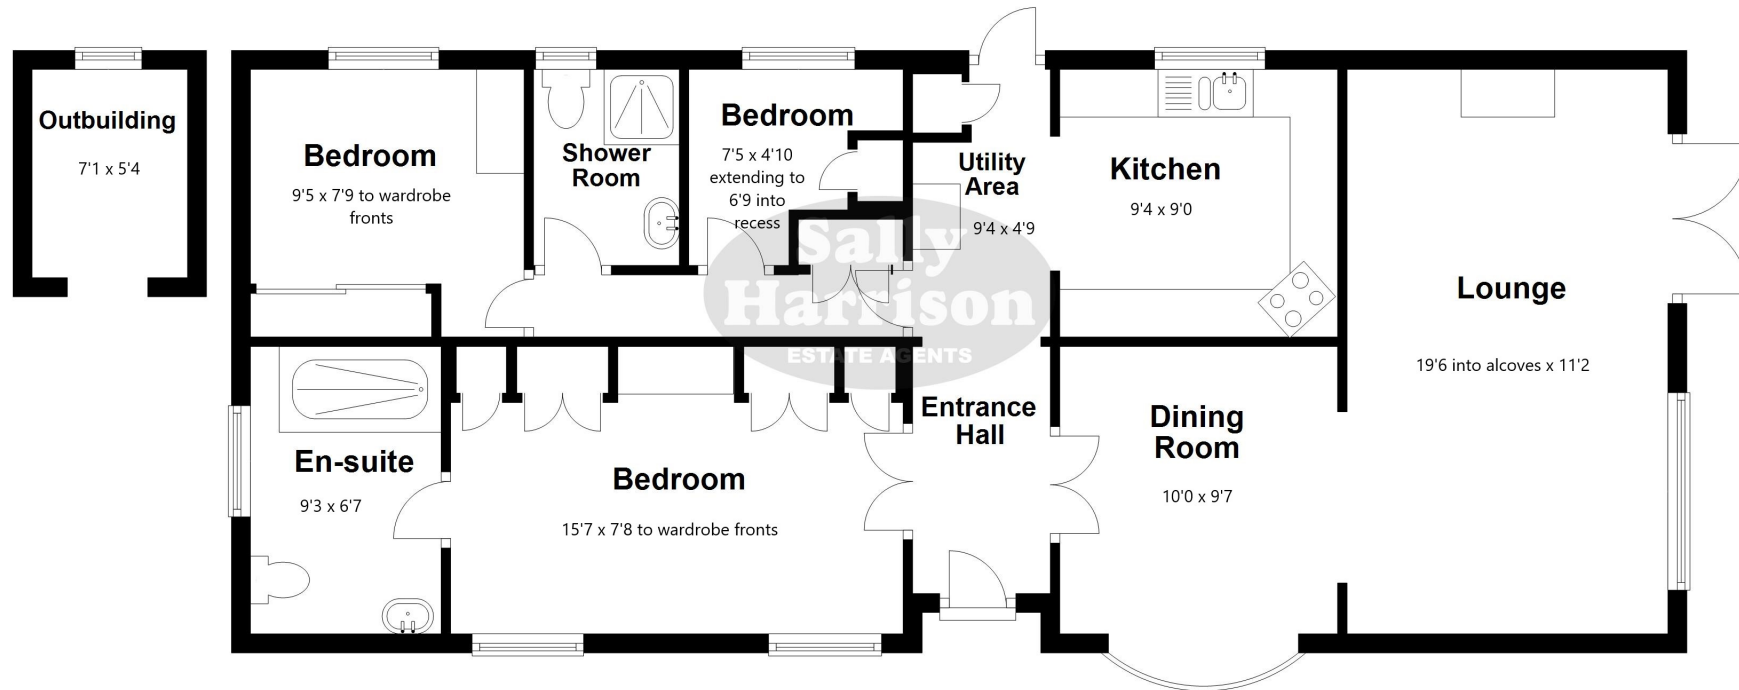 Outbuilding
7'1 x 5'4
Bedroom
9'5 x 7'9 to wardrobe
fronts
Shower
Room
Bedroom
7'5 x 4'10
extending to
6'9 into
recess
Utility
Area
9'4 x 4'9
Kitchen
9'4 x 9'0
Lounge
19'6 into alcoves x 11'2
Sally
Harrison
ESTATE AGENTS
En-suite
9'3 x 6'7
Bedroom
15'7 x 7'8 to wardrobe fronts
Entrance
Hall
Dining
Room
10'0 x 9'7